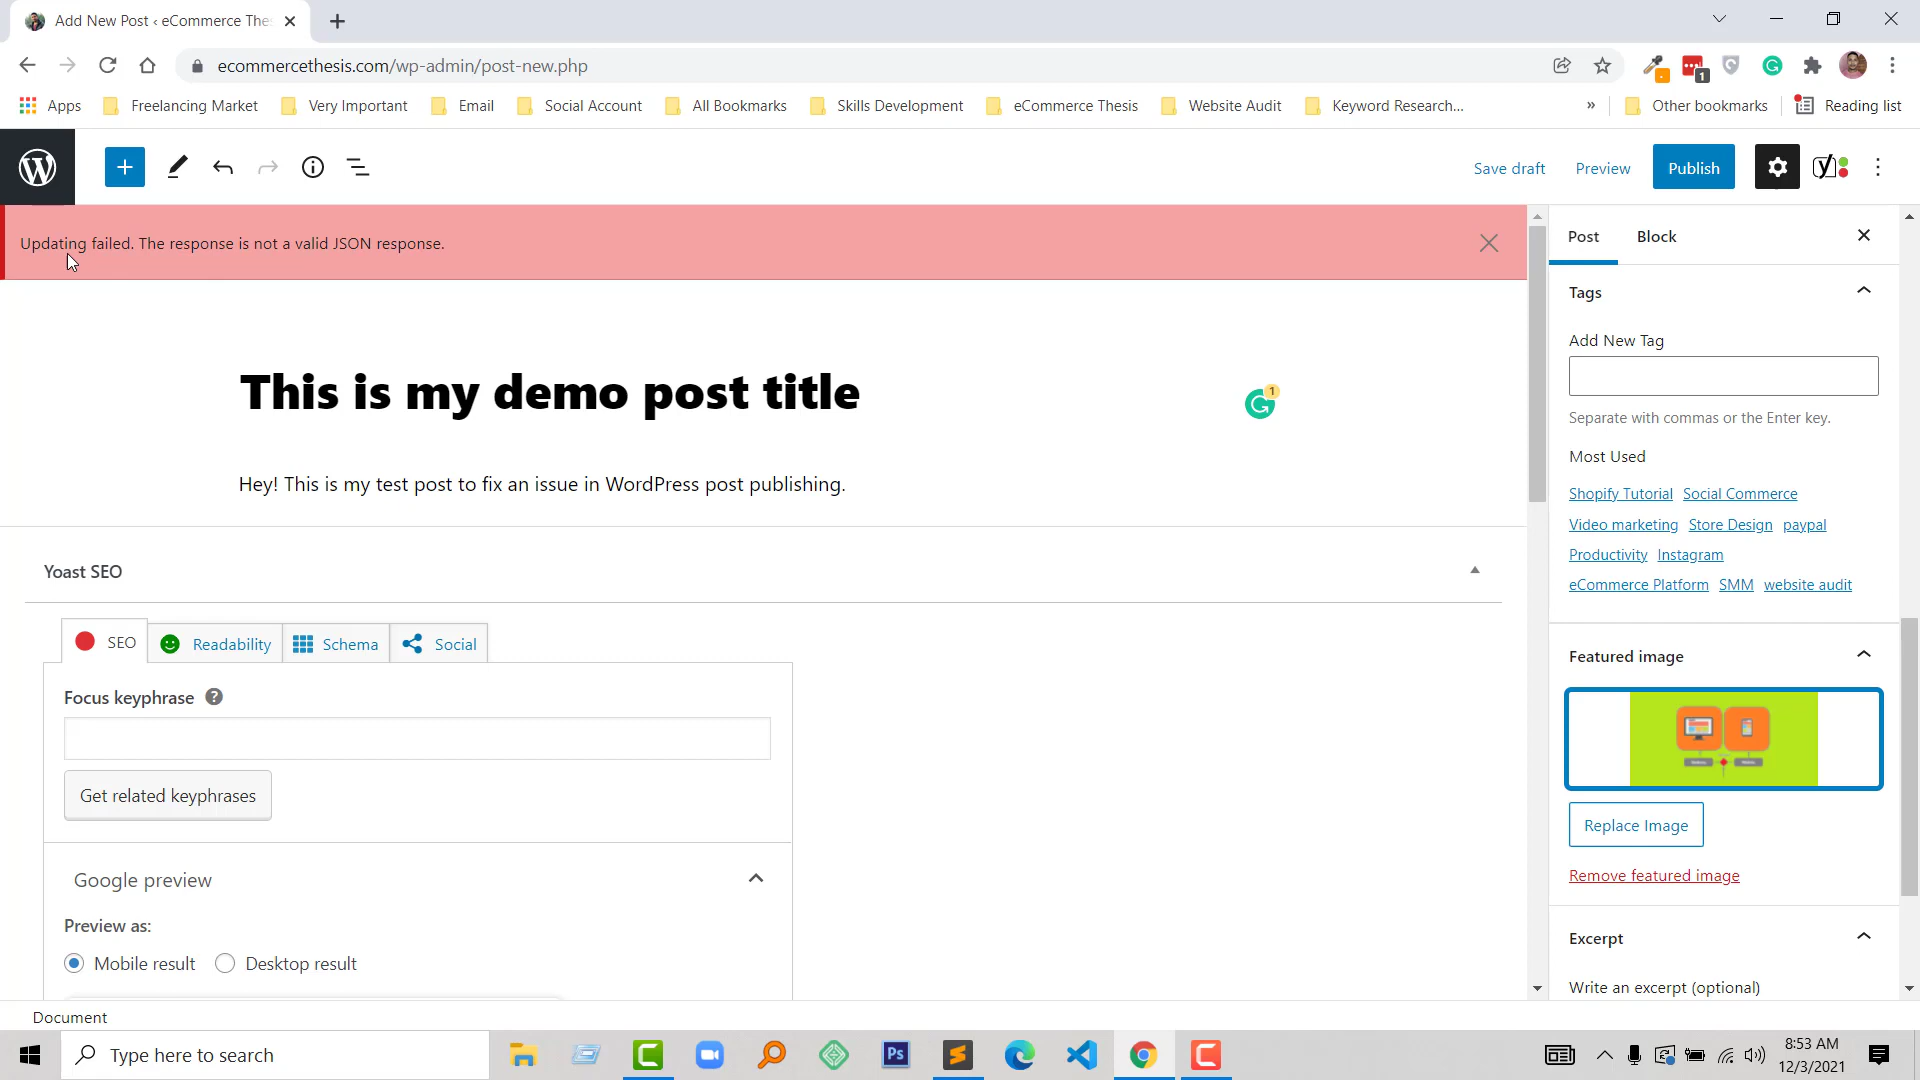 Add New Post ‹ eCommerce Thes
ecommercethesis.com/wp-admin/post-new.php
1
Apps
Freelancing Market
Very Important
Email
Social Account
All Bookmarks
Skills Development
eCommerce Thesis
Website Audit
Keyword Research...
»
Other bookmarks
Reading list
Save draft
Preview
Publish
Updating failed. The response is not a valid JSON response.
Post
Block
Tags
Add New Tag
Separate with commas or the Enter key.
Most Used
Shopify Tutorial Social Commerce
Video marketing Store Design paypal
Productivity Instagram
eCommerce Platform SMM website audit
This is my demo post title
1
Hey! This is my test post to fix an issue in WordPress post publishing.
Yoast SEO
SEO
Readability
Schema
Social
Focus keyphrase ?
Get related keyphrases
Google preview
Preview as:
Mobile result
Desktop result
Featured image
Replace Image
Remove featured image
Excerpt
Write an excerpt (optional)
Document
Type here to search
Ps
8:53 AM
12/3/2021